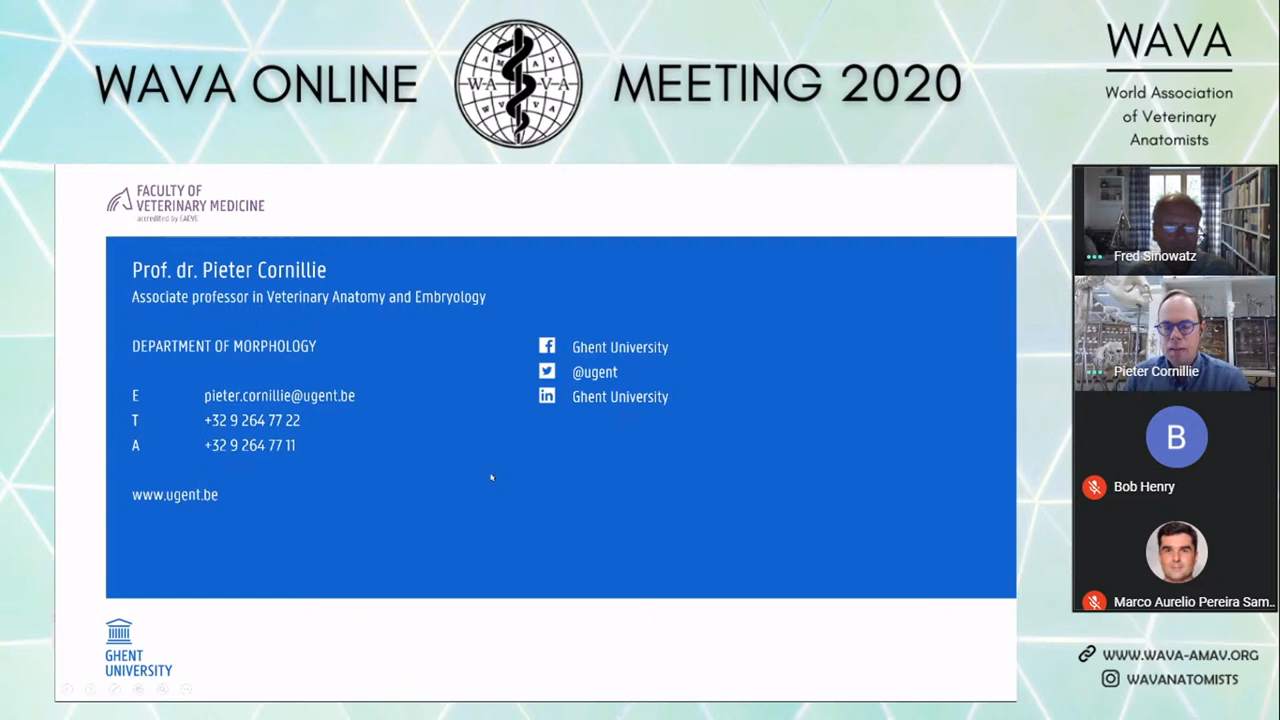 WAVA ONLINE
MEETING 2020
WAVA
World Association
of Veterinary
Anatomists
FACULTY OF
VETERINARY MEDICINE
accredited by EAEVE
Prof. dr. Pieter Cornillie
Associate professor in Veterinary Anatomy and Embryology
DEPARTMENT OF MORPHOLOGY
E pieter.cornillie@ugent.be
T +32 9 264 77 22
A +32 9 264 77 11
www.ugent.be
Ghent University
@ugent
Ghent University
GHENT
UNIVERSITY
Fred Sinowatz
Pieter Cornillie
B
Bob Henry
Marco Aurelio Pereira Sam..
WWW.WAVA-AMAV.ORG
WAVANATOMISTS